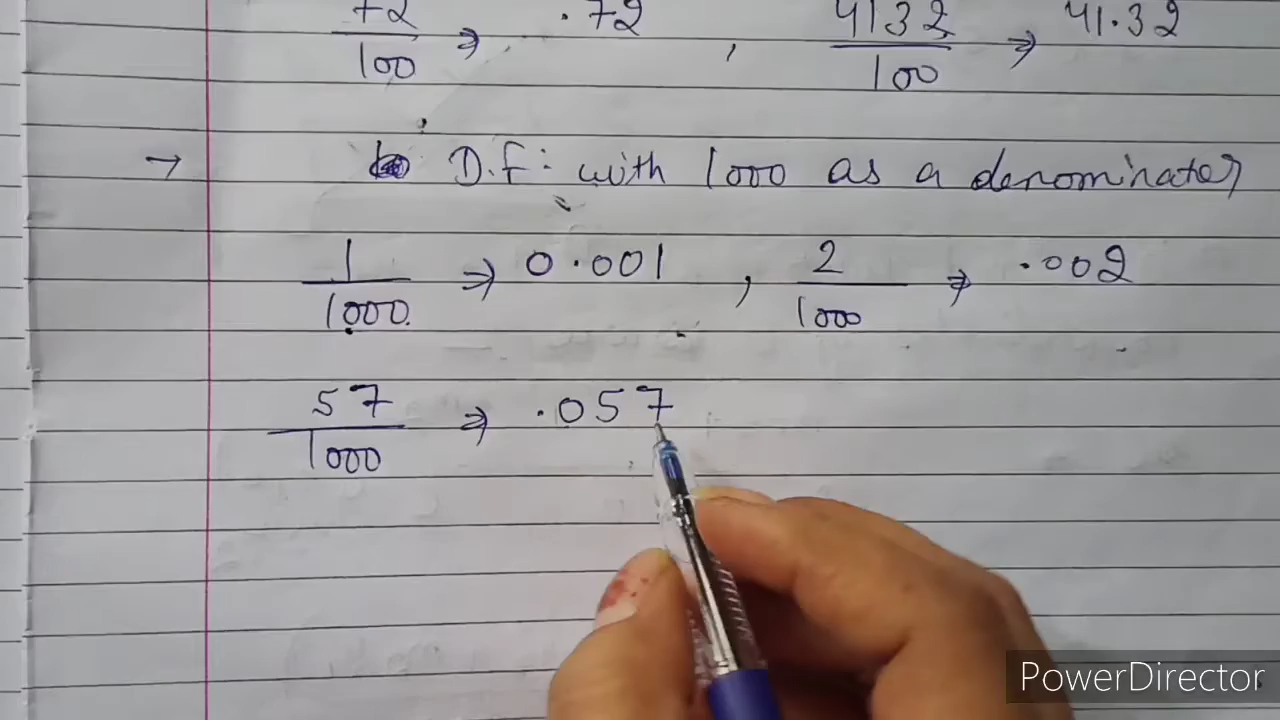 72/100 ⇒ .72 , 4132/100 ⇒ 41.32
→ D.F: with 1000 as a denominator
1/1000 ⇒ 0.001 , 2/1000 ⇒ .002
57/1000 ⇒ .057
PowerDirector